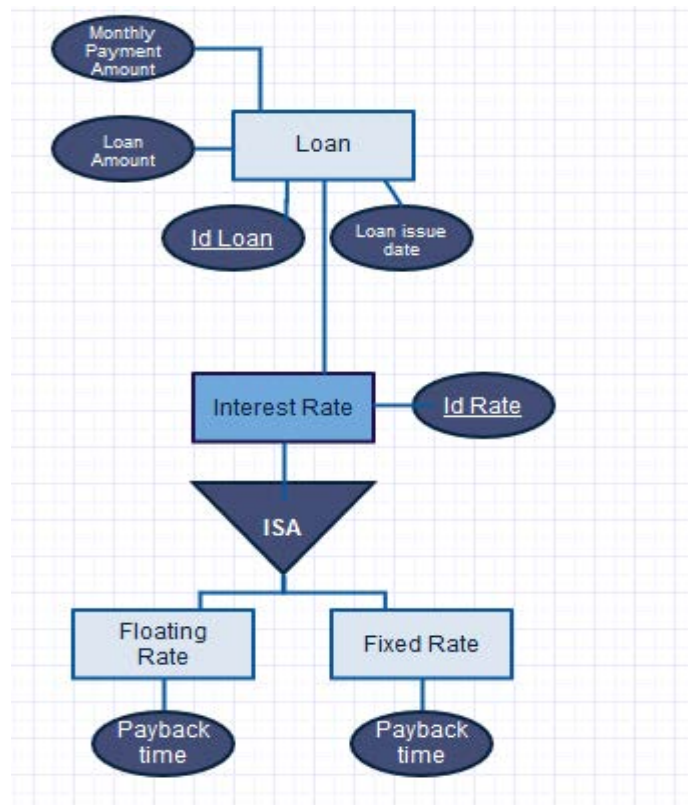 Monthly
Payment
Amount
Loan
Loan
Amount
Id Loan
Loan issue
date
Interest Rate
Id Rate
ISA
Floating
Rate
Fixed Rate
Payback
time
Payback
time